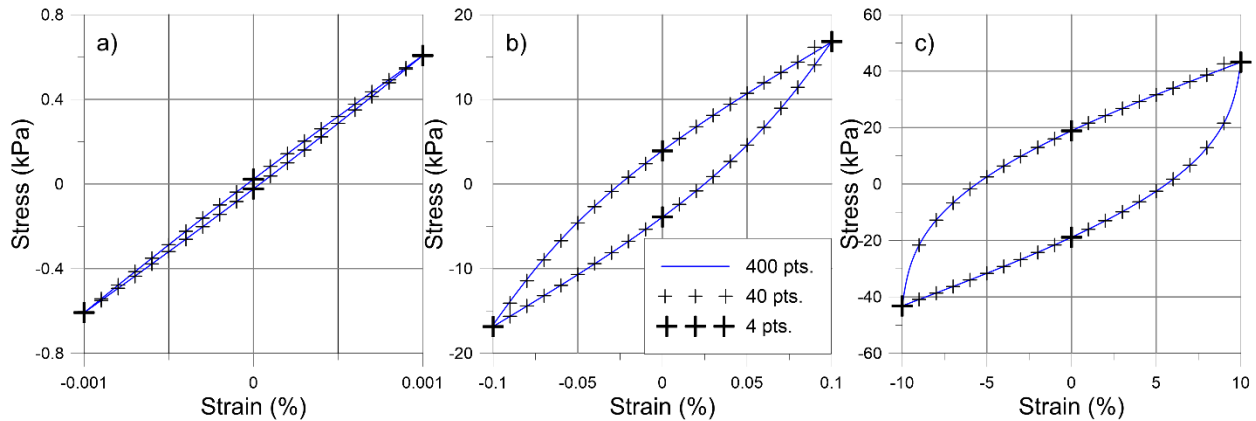 a)
0.8
0.4
0
-0.4
-0.8
Stress (kPa)
-0.001
0
0.001
Strain (%)
b)
20
10
0
-10
-20
Stress (kPa)
-0.1
-0.05
0
0.05
0.1
Strain (%)
400 pts.
40 pts.
4 pts.
c)
60
40
20
0
-20
-40
-60
Stress (kPa)
-10
-5
0
5
10
Strain (%)